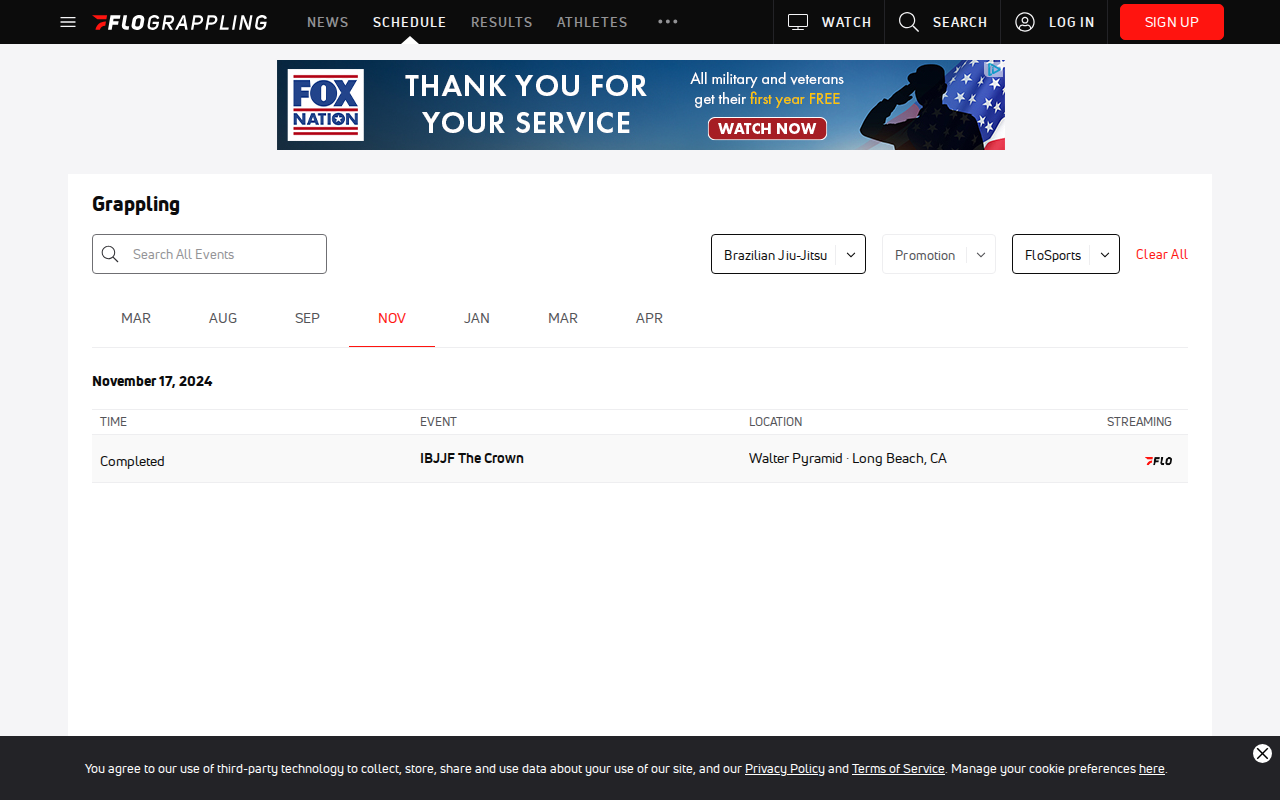 FLOGRAPPLING NEWS SCHEDULE RESULTS ATHLETES WATCH SEARCH LOG IN SIGN UP
FOX NATION
THANK YOU FOR YOUR SERVICE
All military and veterans
get their first year FREE
WATCH NOW
Grappling
Search All Events Brazilian Jiu-Jitsu Promotion FloSports Clear All
MAR AUG SEP NOV JAN MAR APR
November 17, 2024
TIME EVENT LOCATION STREAMING
Completed IBJJF The Crown Walter Pyramid · Long Beach, CA FLO
You agree to our use of third-party technology to collect, store, share and use data about your use of our site, and our Privacy Policy and Terms of Service. Manage your cookie preferences here.